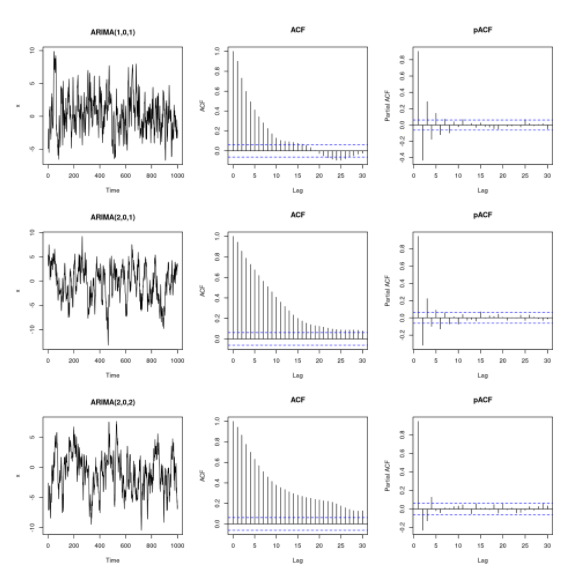 ARIMA(1,0,1) ACF pACF
10 5 0 -5
x
0 200 400 600 800 1000
Time
1.0 0.8 0.6 0.4 0.2 0.0
ACF
0 5 10 15 20 25 30
Lag
0.8 0.6 0.4 0.2 0.0 -0.2 -0.4
Partial ACF
0 5 10 15 20 25 30
Lag
ARIMA(2,0,1) ACF pACF
10 5 0 -5 -10
x
0 200 400 600 800 1000
Time
1.0 0.8 0.6 0.4 0.2 0.0
ACF
0 5 10 15 20 25 30
Lag
0.8 0.6 0.4 0.2 0.0 -0.2
Partial ACF
0 5 10 15 20 25 30
Lag
ARIMA(2,0,2) ACF pACF
5 0 -5 -10
x
0 200 400 600 800 1000
Time
1.0 0.8 0.6 0.4 0.2 0.0
ACF
0 5 10 15 20 25 30
Lag
0.8 0.6 0.4 0.2 0.0 -0.2
Partial ACF
0 5 10 15 20 25 30
Lag